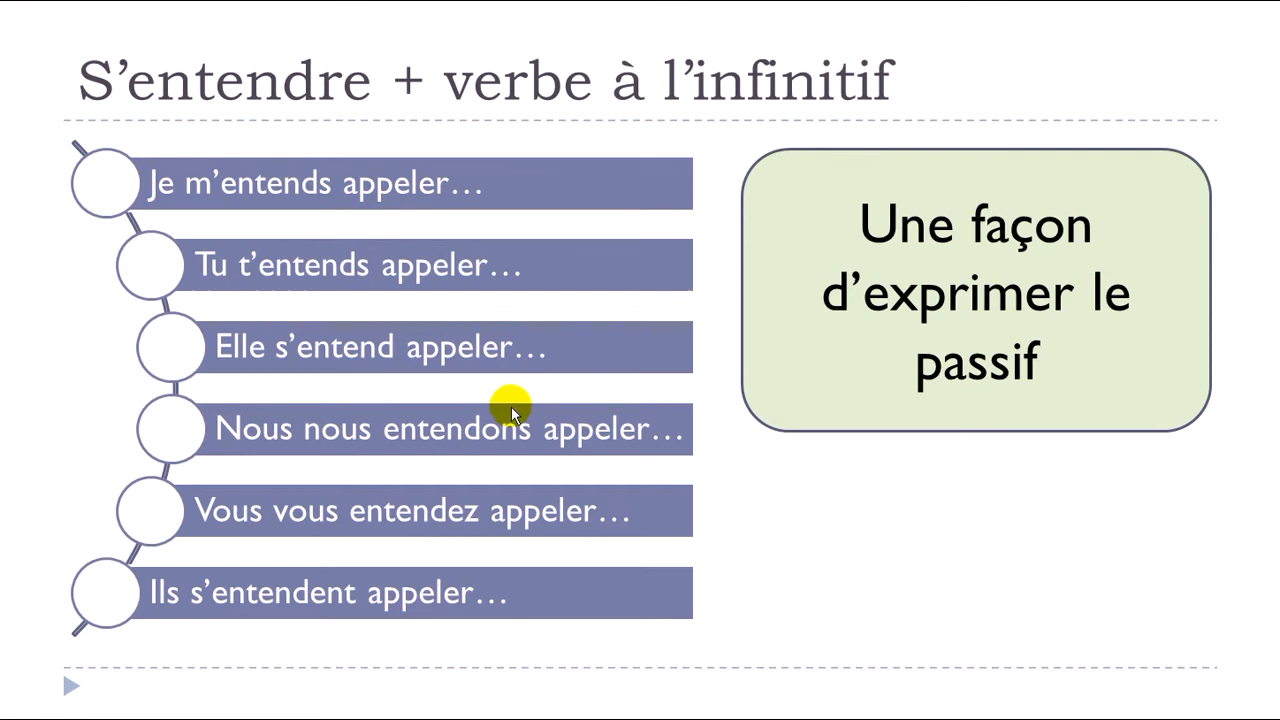 S’entendre + verbe à l’infinitif
Je m’entends appeler…
Tu t’entends appeler…
Elle s’entend appeler…
Nous nous entendons appeler…
Vous vous entendez appeler…
Ils s’entendent appeler…
Une façon
d’exprimer le
passif